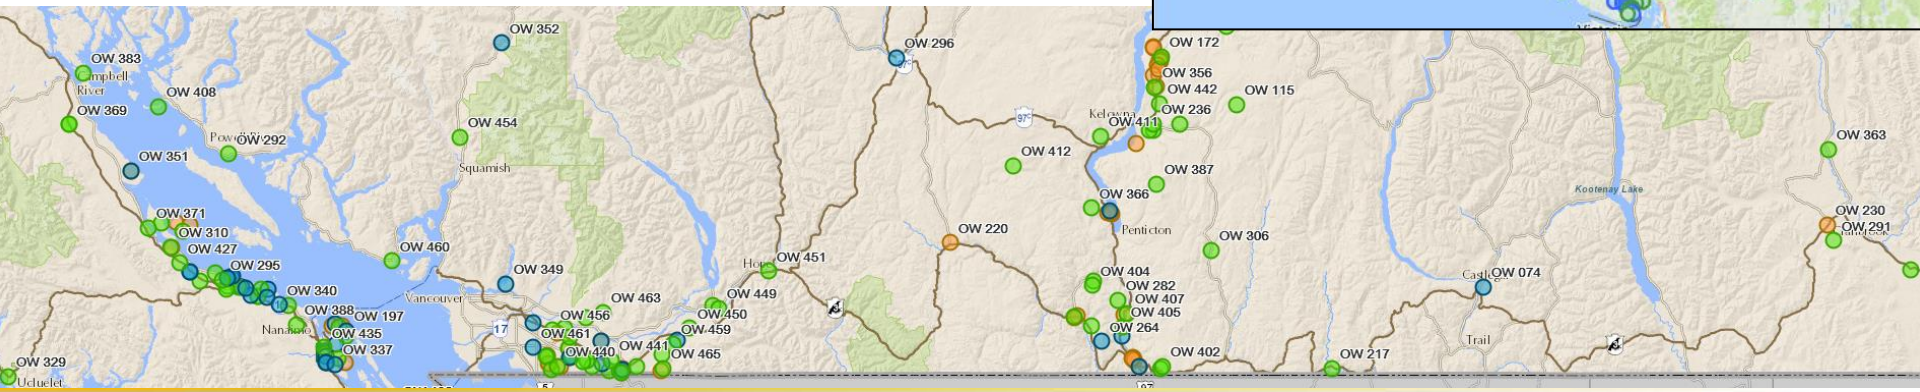 OW 352
OW 296
OW 172
OW 383
Campbell
River
OW 356
OW 442
OW 408
OW 115
OW 369
OW 236
Kelowna
97C
OW 411
OW 454
OW 292
OW 363
OW 351
OW 412
Squamish
OW 387
Kootenay Lake
OW 366
OW 371
OW 230
OW 310
OW 220
Penticton
OW 291
OW 427
OW 460
OW 306
OW 295
Hope
OW 451
OW 349
OW 404
OW 074
OW 340
OW 282
Vancouver
OW 463
OW 449
OW 407
OW 388
OW 197
OW 456
OW 450
OW 405
Nanaimo
17
OW 435
OW 461
OW 459
OW 264
Trail
OW 337
OW 440
OW 441
OW 465
OW 402
OW 217
OW 329
Ucluelet
5
97